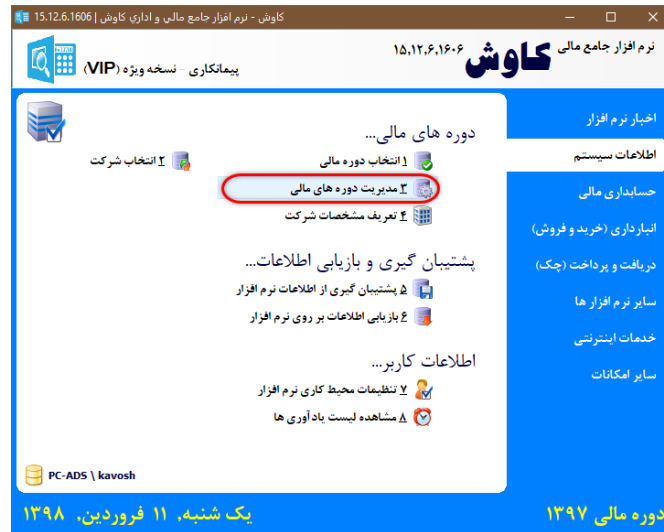 کاوش - نرم افزار جامع مالي و اداري کاوش | 15.12.6.1606
نرم افزار جامع مالی کاوش ۱۵,۱۲,۶,۱۶۰۶
پیمانکاری - نسخه ویژه (VIP)
اخبار نرم افزار
اطلاعات سیستم
حسابداری مالی
انبارداری (خرید و فروش)
دریافت و پرداخت (چک)
سایر نرم افزار ها
خدمات اینترنتی
سایر امکانات
دوره های مالی...
۱ انتخاب دوره مالی
۲ انتخاب شرکت
۳ مدیریت دوره های مالی
۴ تعریف مشخصات شرکت
پشتیبان گیری و بازیابی اطلاعات...
۵ پشتیبان گیری از اطلاعات نرم افزار
۶ بازیابی اطلاعات بر روی نرم افزار
اطلاعات کاربر...
۷ تنظیمات محیط کاری نرم افزار
۸ مشاهده لیست یادآوری ها
PC-ADS \ kavosh
دوره مالی ۱۳۹۷
یک شنبه, ۱۱ فروردین, ۱۳۹۸